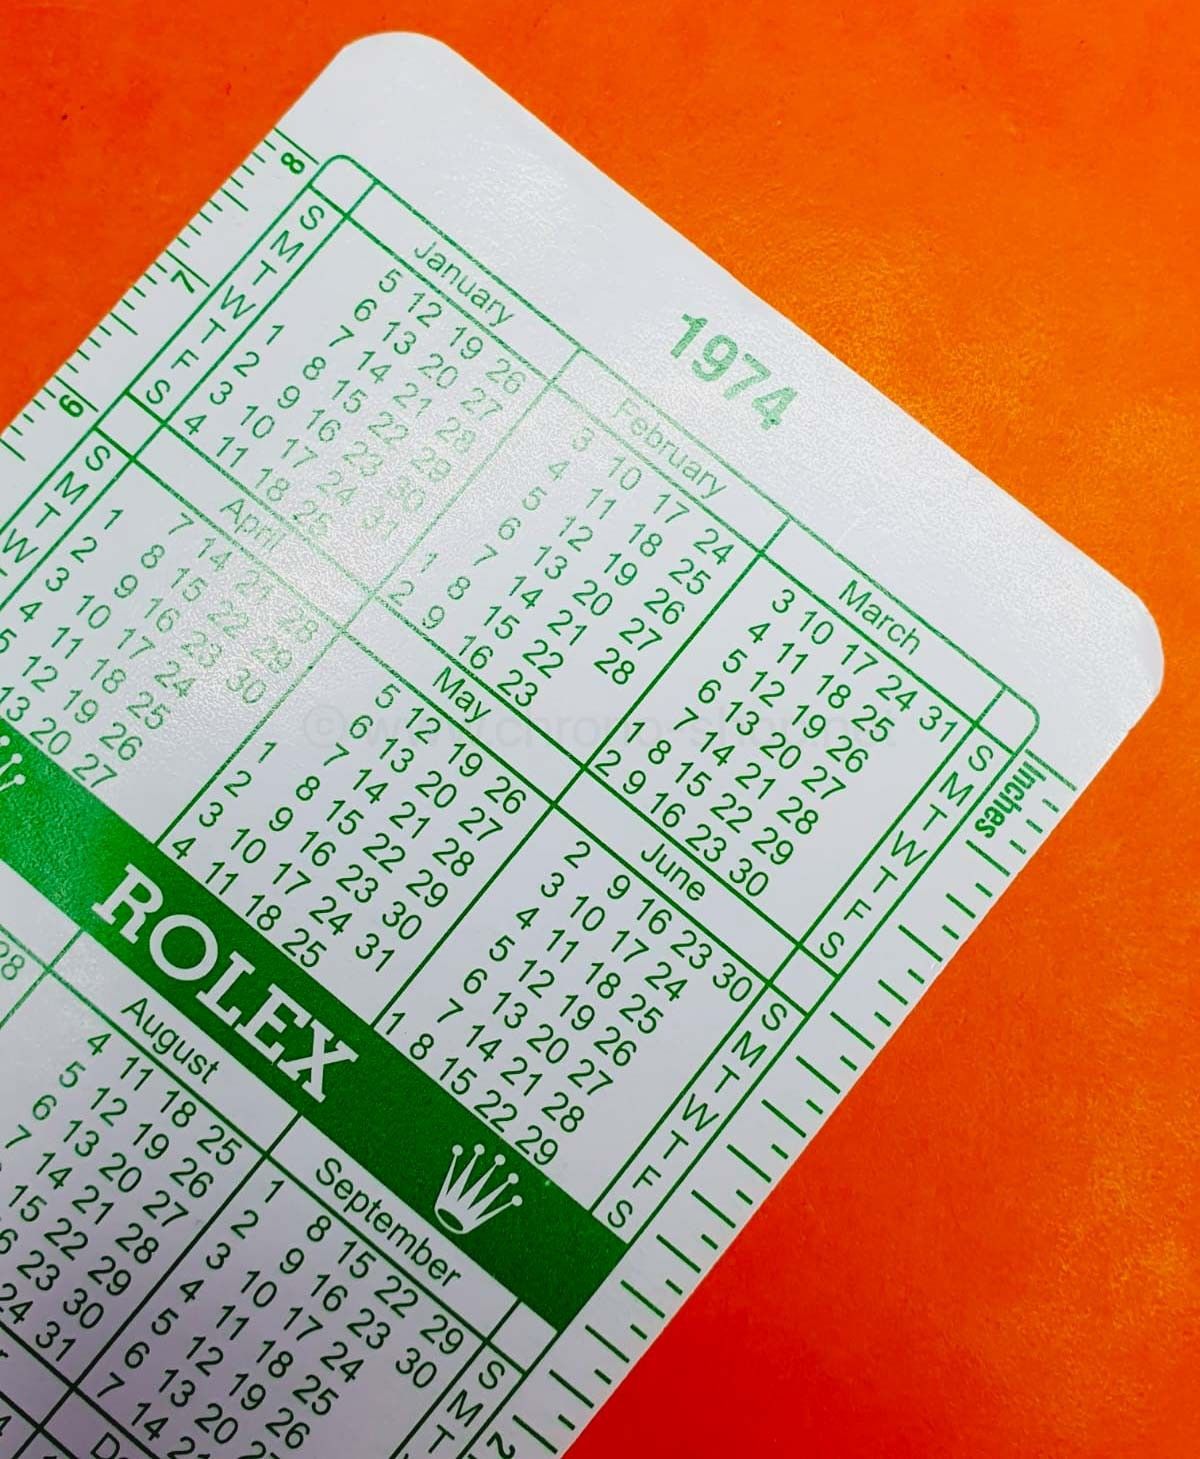 1974
January February March
S 5 12 19 26 3 10 17 24 3 10 17 24 31 S
M 6 13 20 27 4 11 18 25 4 11 18 25 M
T 7 14 21 28 5 12 19 26 5 12 19 26 T
W 1 8 15 22 29 6 13 20 27 6 13 20 27 W
T 2 9 16 23 30 7 14 21 28 7 14 21 28 T
F 3 10 17 24 31 1 8 15 22 1 8 15 22 29 F
S 4 11 18 25 2 9 16 23 2 9 16 23 30 S
April May June
S 7 14 21 28 5 12 19 26 2 9 16 23 30 S
M 1 8 15 22 29 6 13 20 27 3 10 17 24 M
T 2 9 16 23 30 7 14 21 28 4 11 18 25 T
W 3 10 17 24 1 8 15 22 29 5 12 19 26 W
4 11 18 25 2 9 16 23 30 6 13 20 27 T
5 12 19 26 3 10 17 24 31 7 14 21 28 F
13 20 27 4 11 18 25 1 8 15 22 29 S
ROLEX
August September
28 4 11 18 25 1 8 15 22 29 S
5 12 19 26 2 9 16 23 30 M
6 13 20 27 3 10 17 24 T
7 14 21 28 4 11 18 25
15 22 29 5 12 19 26
23 30 6 13 20
24 31 7 14
8
7
6
Inches
2